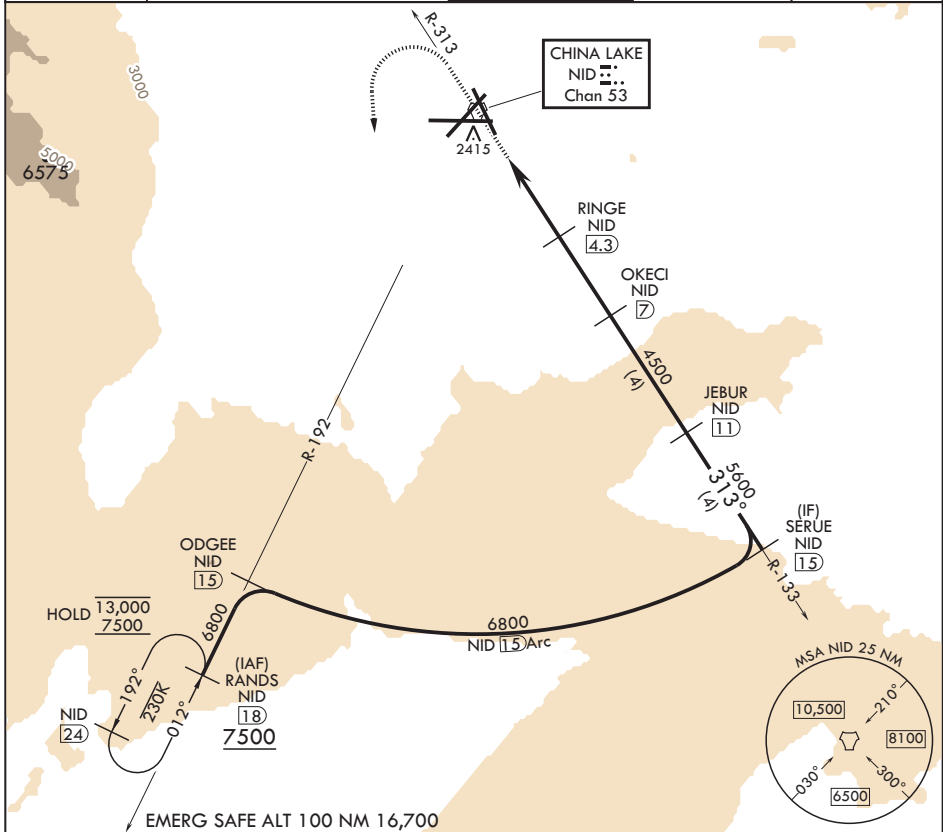 R-313
CHINA LAKE
NID
Chan 53
3000
5000
6575
2415
RINGE
NID
4.3
OKECI
NID
7
4500
(4)
JEBUR
NID
11
R-192
5600
313°
(4)
(IF)
SERUE
NID
15
R-133
ODGEE
NID
15
HOLD 13,000
7500
6800
6800
NID 15 Arc
192°
230K
012°
(IAF)
RANDS
NID
18
7500
NID
24
MSA NID 25 NM
10,500
210°
8100
030°
300°
6500
EMERG SAFE ALT 100 NM 16,700